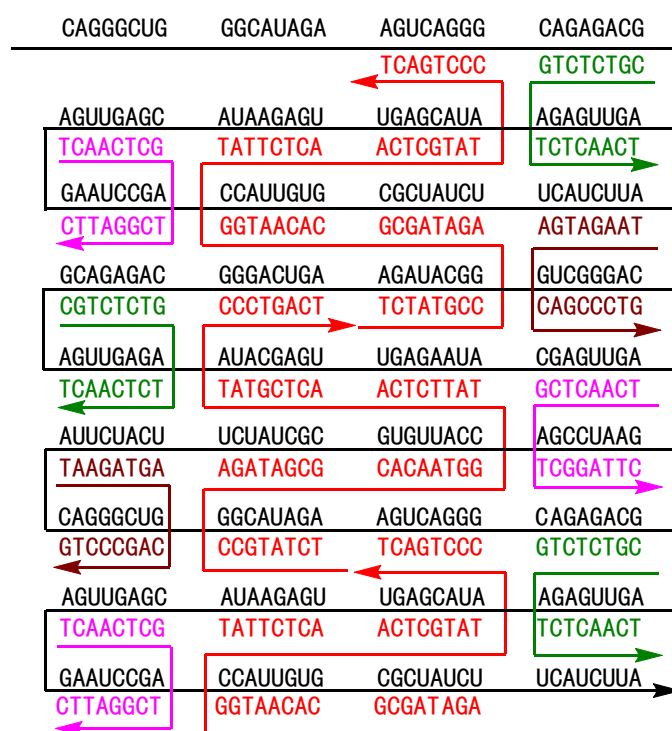 CAGGGCUG GGCAUAGA AGUCAGGG CAGAGACG
TCAGTCCC GTCTCTGC
AGUUGAGC AUAAGAGU UGAGCAUA AGAGUUGA
TCAACTCG TATTCTCA ACTCGTAT TCTCAACT
GAAUCCGA CCAUUGUG CGCUAUCU UCAUCUUA
CTTAGGCT GGTAACAC GCGATAGA AGTAGAAT
GCAGAGAC GGGACUGA AGAUACGG GUCGGGAC
CGTCTCTG CCCTGACT TCTATGCC CAGCCCTG
AGUUGAGA AUACGAGU UGAGAAUA CGAGUUGA
TCAACTCT TATGCTCA ACTCTTAT GCTCAACT
AUUCUACU UCUAUCGC GUGUUACC AGCCUAAG
TAAGATGA AGATAGCG CACAATGG TCGGATTC
CAGGGCUG GGCAUAGA AGUCAGGG CAGAGACG
GTCCCGAC CCGTATCT TCAGTCCC GTCTCTGC
AGUUGAGC AUAAGAGU UGAGCAUA AGAGUUGA
TCAACTCG TATTCTCA ACTCGTAT TCTCAACT
GAAUCCGA CCAUUGUG CGCUAUCU UCAUCUUA
CTTAGGCT GGTAACAC GCGATAGA